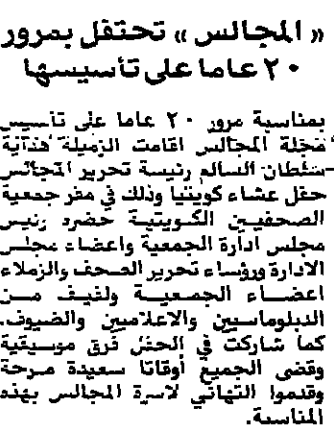 « المجالس » تحتفل بمرور
٢٠ عاما على تأسيسها
بمناسبة مرور ٢٠ عاما على تأسيس
مجلة المجالس اقامت الزميلة هداية
سلطان السالم رئيسة تحرير المجالس
حفل عشاء كويتيا وذلك في مقر جمعية
الصحفيين الكويتية حضره رئيس
مجلس ادارة الجمعية واعضاء مجلس
الادارة ورؤساء تحرير الصحف والزملاء
اعضاء الجمعية ولفيف من
الدبلوماسيين والاعلاميين والضيوف.
كما شاركت في الحفل فرق موسيقية
وقضى الجميع أوقاتا سعيدة مرحة
وقدموا التهاني لاسرة المجالس بهذه
المناسبة.